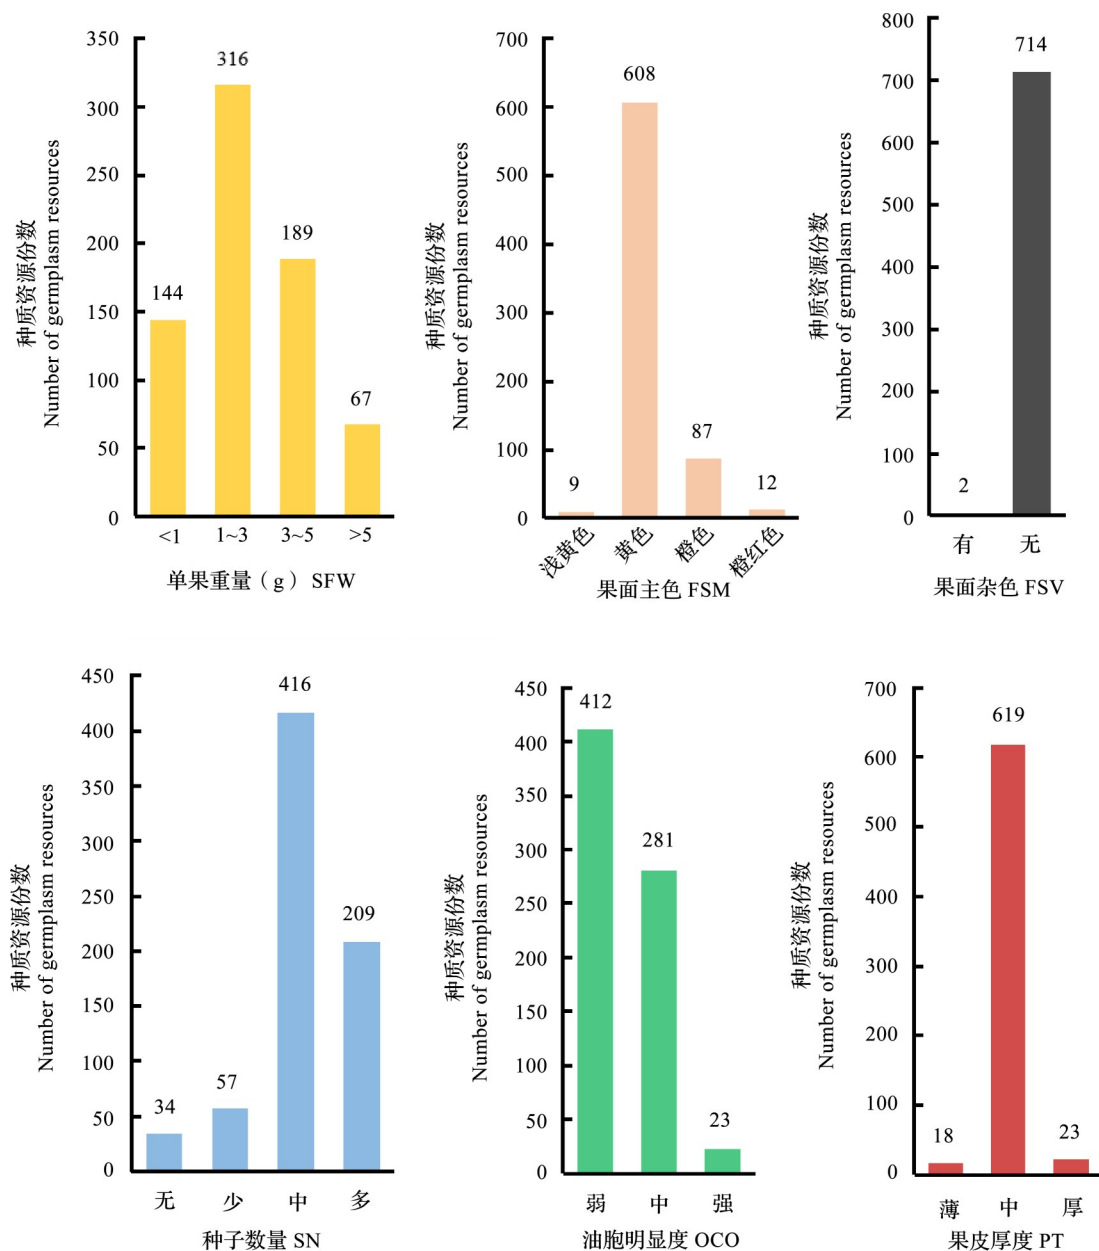 350
300
250
200
150
100
50
0
144
316
189
67
<1
1~3
3~5
>5
种质资源份数
Number of germplasm resources
单果重量（g） SFW
700
600
500
400
300
200
100
0
9
608
87
12
浅黄色
黄色
橙色
橙红色
种质资源份数
Number of germplasm resources
果面主色 FSM
800
700
600
500
400
300
200
100
0
2
714
有
无
种质资源份数
Number of germplasm resources
果面杂色 FSV
450
400
350
300
250
200
150
100
50
0
34
57
416
209
无
少
中
多
种质资源份数
Number of germplasm resources
种子数量 SN
450
400
350
300
250
200
150
100
50
0
412
281
23
弱
中
强
种质资源份数
Number of germplasm resources
油胞明显度 OCO
700
600
500
400
300
200
100
0
18
619
23
薄
中
厚
种质资源份数
Number of germplasm resources
果皮厚度 PT